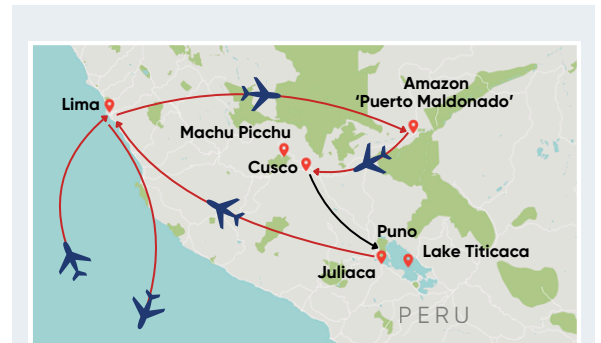 Amazon
'Puerto Maldonado'
Lima
Machu Picchu
Cusco
Puno
Lake Titicaca
Juliaca
PERU